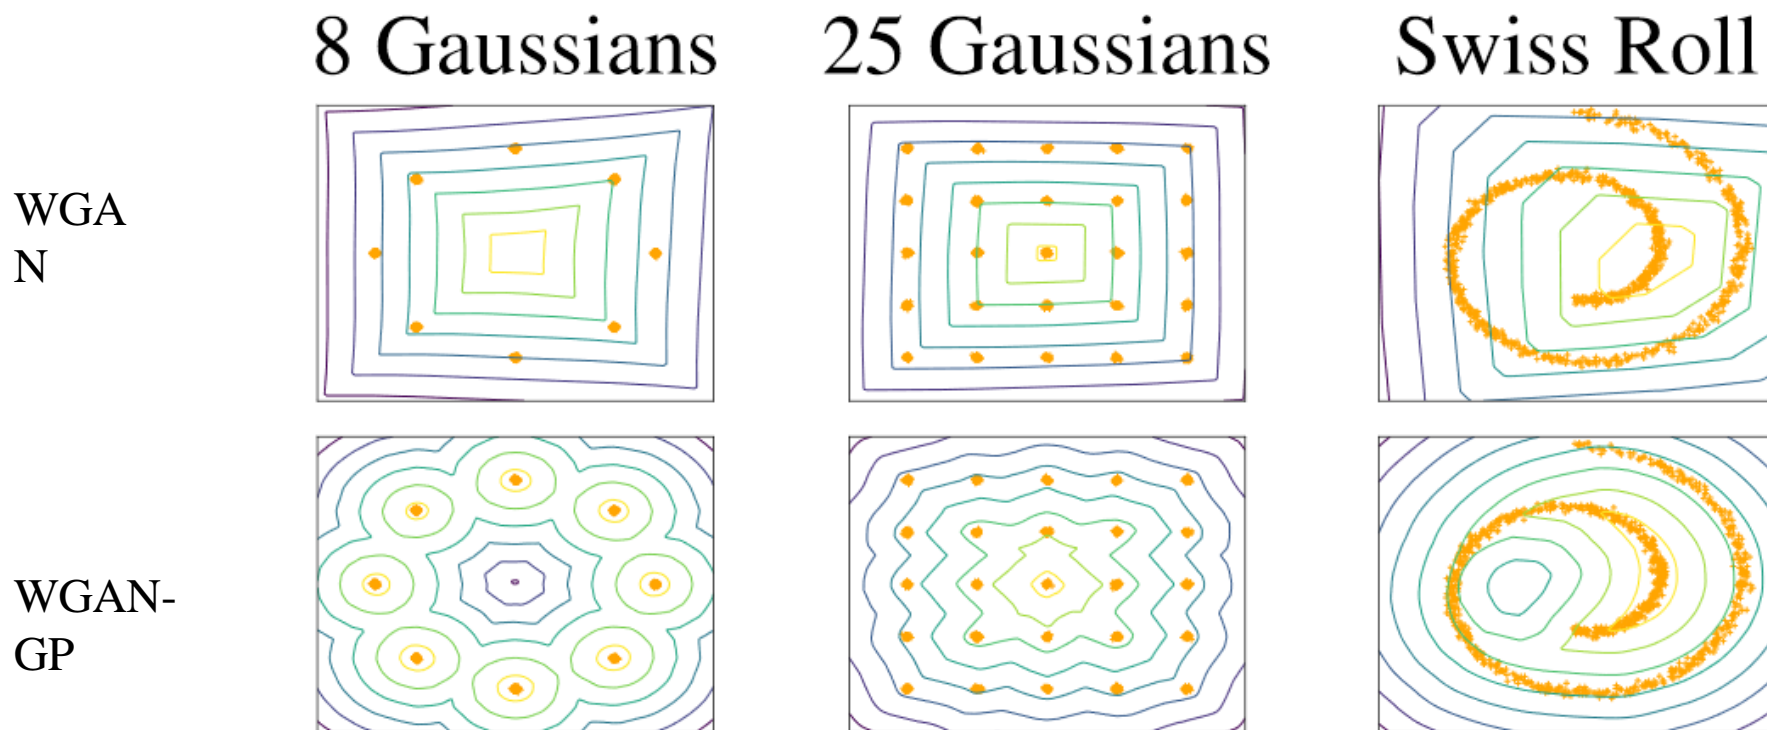 8 Gaussians 25 Gaussians Swiss Roll
WGA
N
WGAN-
GP